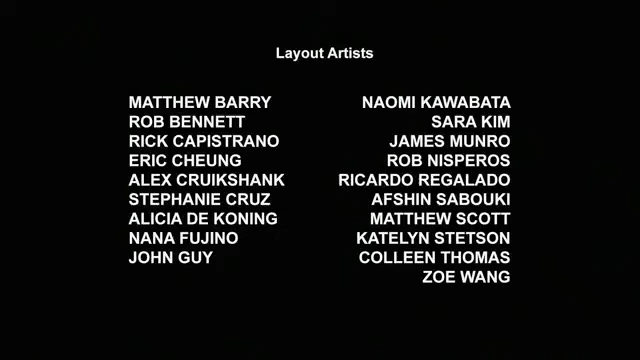 Layout Artists
MATTHEW BARRY
ROB BENNETT
RICK CAPISTRANO
ERIC CHEUNG
ALEX CRUIKSHANK
STEPHANIE CRUZ
ALICIA DE KONING
NANA FUJINO
JOHN GUY
NAOMI KAWABATA
SARA KIM
JAMES MUNRO
ROB NISPEROS
RICARDO REGALADO
AFSHIN SABOUKI
MATTHEW SCOTT
KATELYN STETSON
COLLEEN THOMAS
ZOE WANG